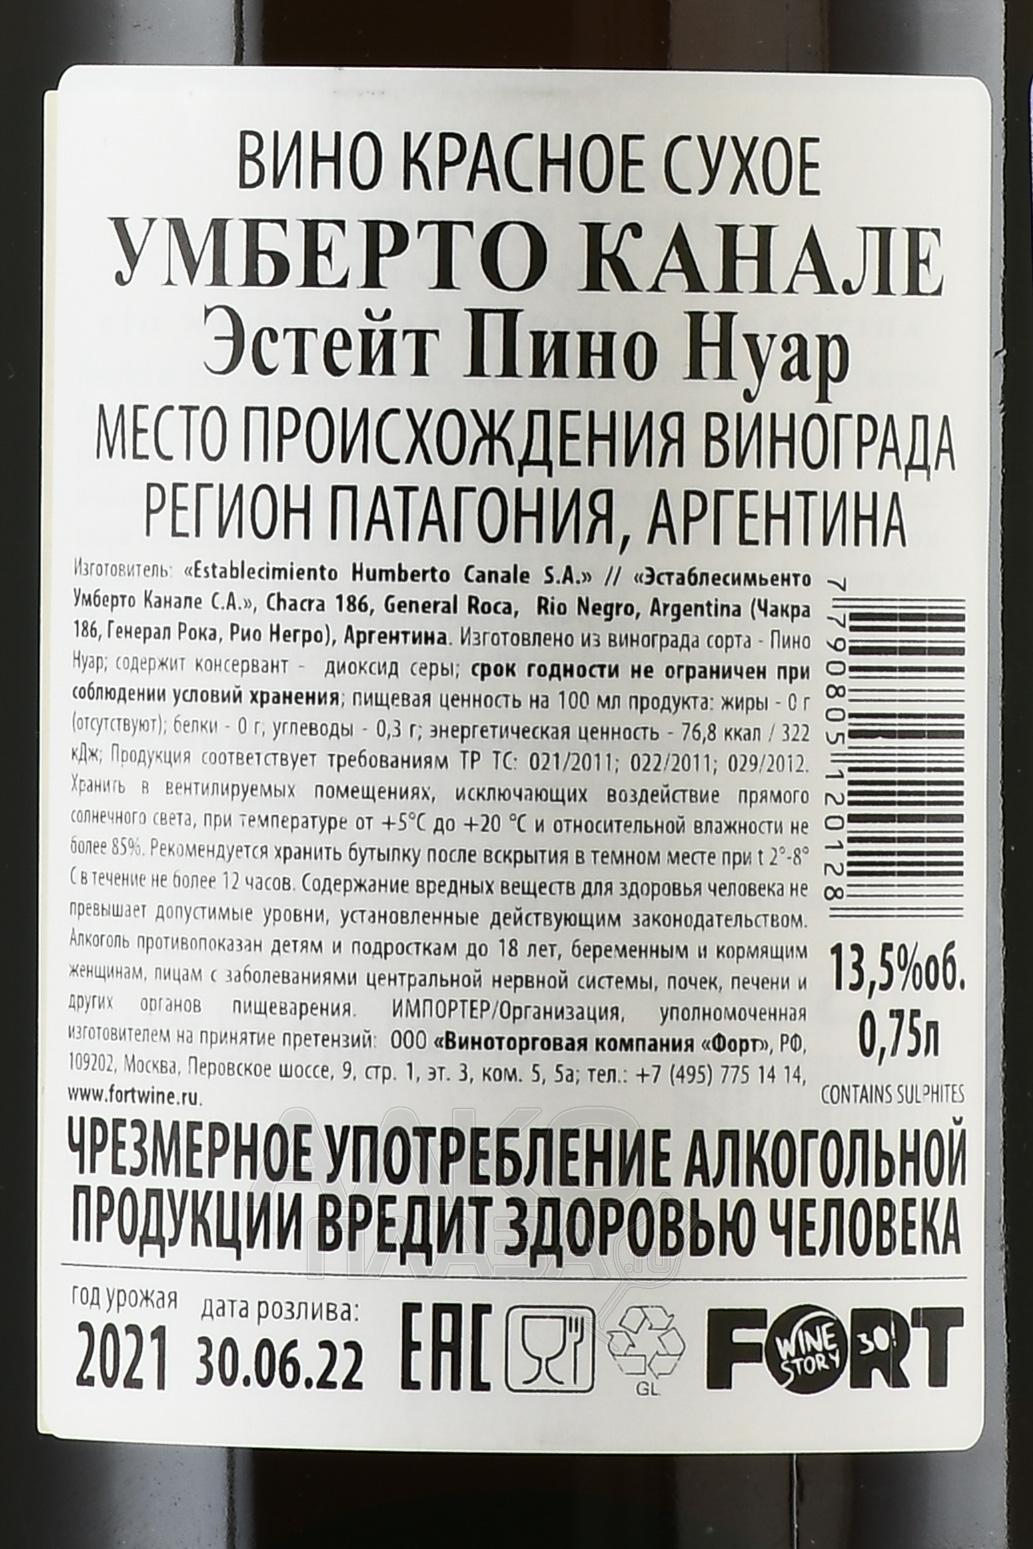 ВИНО КРАСНОЕ СУХОЕ
УМБЕРТО КАНАЛЕ
Эстейт Пино Нуар
МЕСТО ПРОИСХОЖДЕНИЯ ВИНОГРАДА
РЕГИОН ПАТАГОНИЯ, АРГЕНТИНА
Изготовитель: «Establecimiento Humberto Canale S.A.» // «Эстаблесимьенто
Умберто Канале С.А.», Chacra 186, General Roca, Rio Negro, Argentina (Чакра
186, Генерал Рока, Рио Негро), Аргентина. Изготовлено из винограда сорта - Пино
Нуар; содержит консервант - диоксид серы; срок годности не ограничен при
соблюдении условий хранения; пищевая ценность на 100 мл продукта: жиры - 0 г
(отсутствуют); белки - 0 г, углеводы - 0,3 г; энергетическая ценность - 76,8 ккал / 322
кДж; Продукция соответствует требованиям ТР ТС: 021/2011; 022/2011; 029/2012.
Хранить в вентилируемых помещениях, исключающих воздействие прямого
солнечного света, при температуре от +5°С до +20 °С и относительной влажности не
более 85%. Рекомендуется хранить бутылку после вскрытия в темном месте при t 2°-8°
С в течение не более 12 часов. Содержание вредных веществ для здоровья человека не
превышает допустимые уровни, установленные действующим законодательством.
Алкоголь противопоказан детям и подросткам до 18 лет, беременным и кормящим
женщинам, лицам с заболеваниями центральной нервной системы, почек, печени и
других органов пищеварения. ИМПОРТЕР/Организация, уполномоченная
изготовителем на принятие претензий: ООО «Виноторговая компания «Форт», РФ,
109202, Москва, Перовское шоссе, 9, стр. 1, эт. 3, ком. 5, 5а; тел.: +7 (495) 775 14 14,
www.fortwine.ru.
7 790805 120128
13,5%об.
0,75л
CONTAINS SULPHITES
ЧРЕЗМЕРНОЕ УПОТРЕБЛЕНИЕ АЛКОГОЛЬНОЙ
ПРОДУКЦИИ ВРЕДИТ ЗДОРОВЬЮ ЧЕЛОВЕКА
АЛКО
ПЛАЗА.ru
год урожая
2021
дата розлива:
30.06.22
EAC
GL
FORT
WINE
STORY
30!